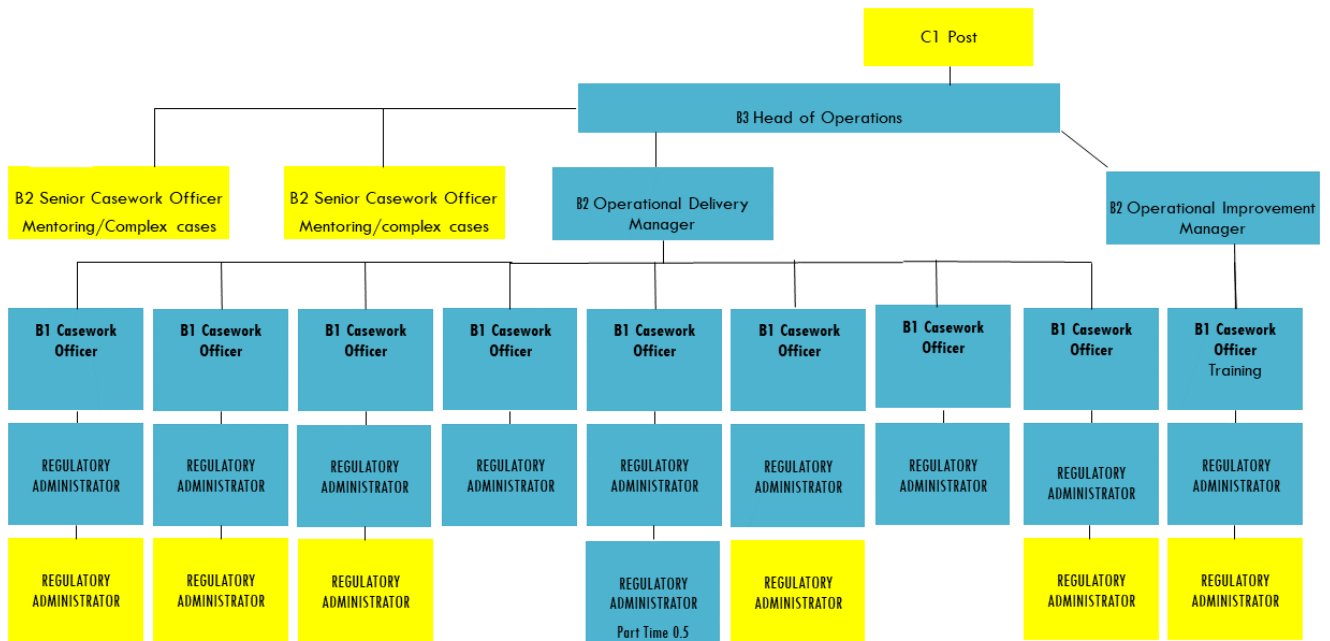 C1 Post
B3 Head of Operations
B2 Senior Casework Officer
Mentoring/Complex cases
B2 Senior Casework Officer
Mentoring/complex cases
B2 Operational Delivery
Manager
B2 Operational Improvement
Manager
B1 Casework
Officer
B1 Casework
Officer
B1 Casework
Officer
B1 Casework
Officer
B1 Casework
Officer
B1 Casework
Officer
B1 Casework
Officer
B1 Casework
Officer
B1 Casework
Officer
Training
REGULATORY
ADMINISTRATOR
REGULATORY
ADMINISTRATOR
REGULATORY
ADMINISTRATOR
REGULATORY
ADMINISTRATOR
REGULATORY
ADMINISTRATOR
REGULATORY
ADMINISTRATOR
REGULATORY
ADMINISTRATOR
REGULATORY
ADMINISTRATOR
REGULATORY
ADMINISTRATOR
REGULATORY
ADMINISTRATOR
REGULATORY
ADMINISTRATOR
REGULATORY
ADMINISTRATOR
REGULATORY
ADMINISTRATOR
Part Time 0.5
REGULATORY
ADMINISTRATOR
REGULATORY
ADMINISTRATOR
REGULATORY
ADMINISTRATOR